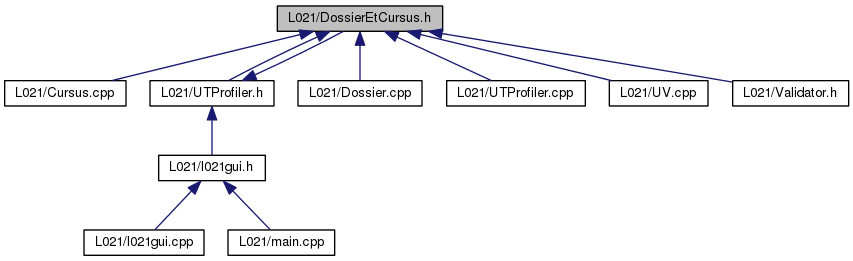 L021/DossierEtCursus.h
L021/Cursus.cpp
L021/UTProfiler.h
L021/Dossier.cpp
L021/UTProfiler.cpp
L021/UV.cpp
L021/Validator.h
L021/l021gui.h
L021/l021gui.cpp
L021/main.cpp